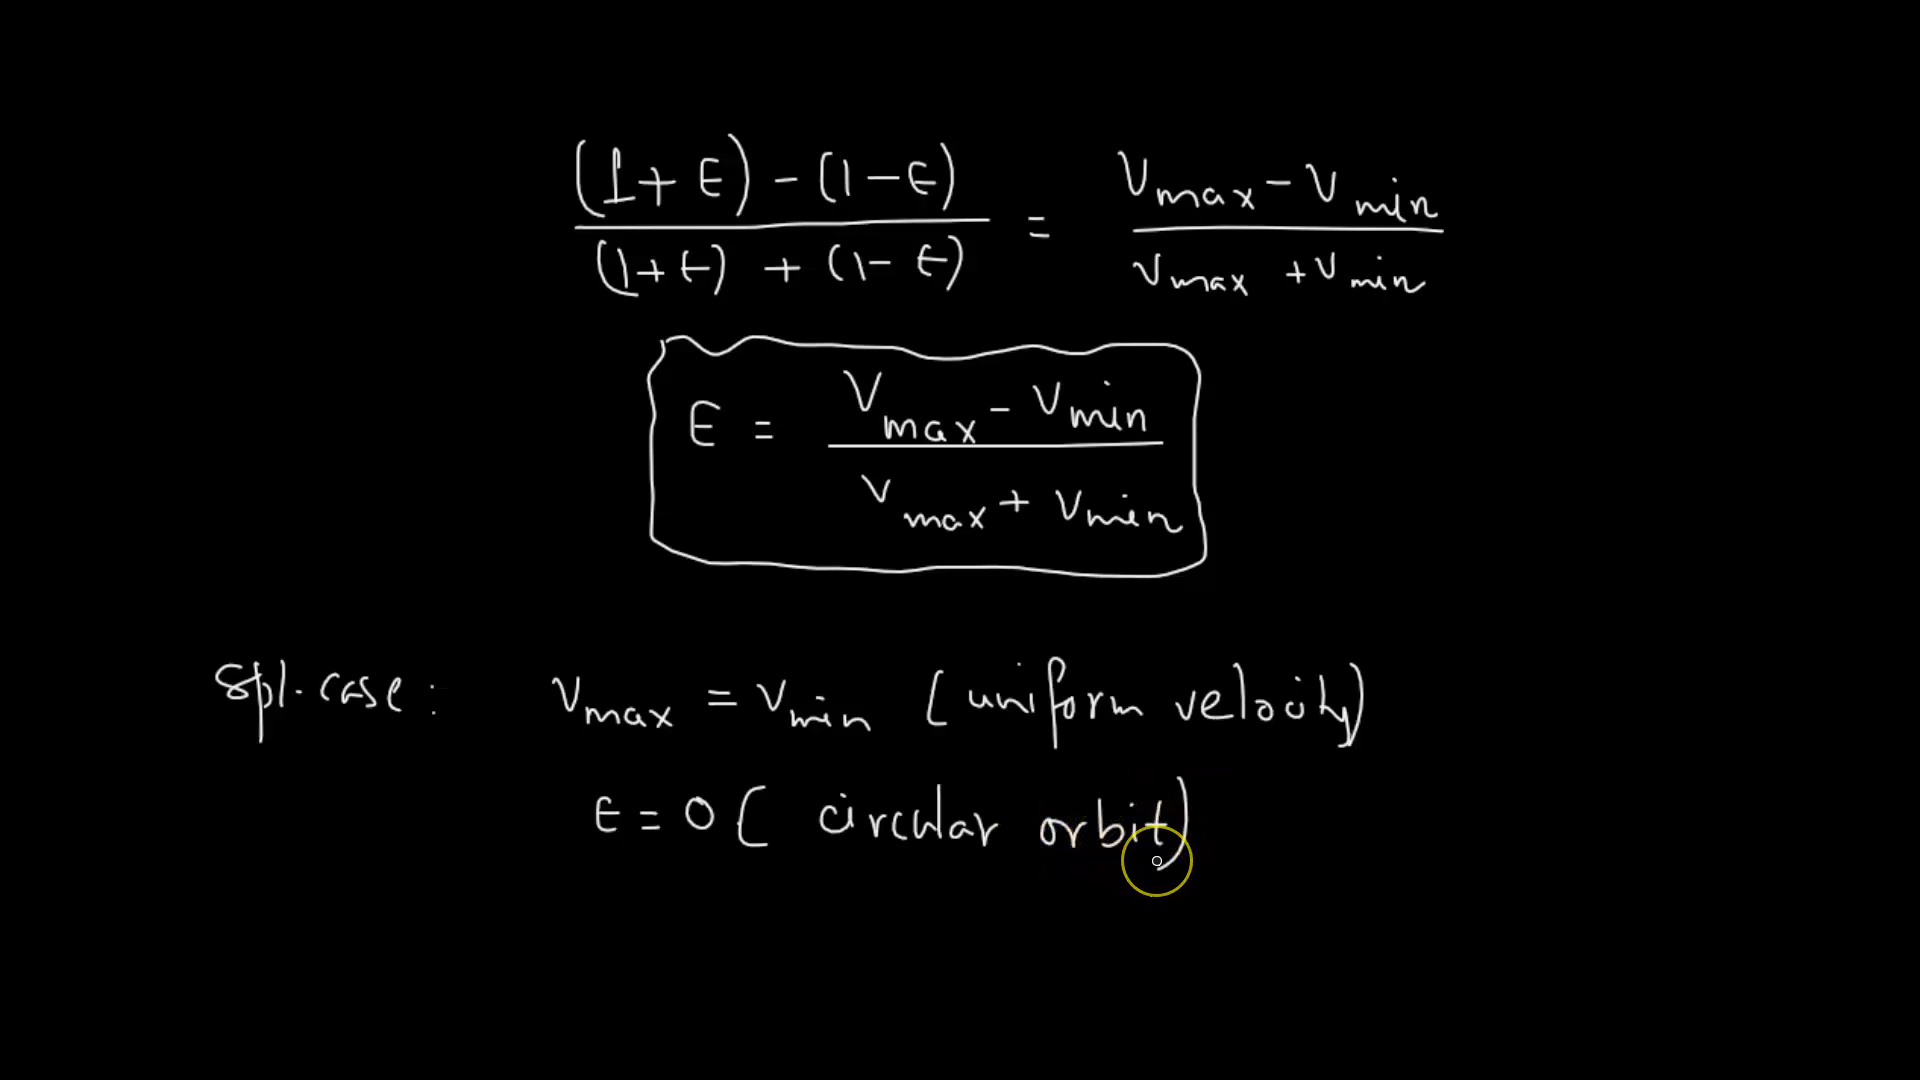 (1 + ϵ) - (1 - ϵ) / (1 + ϵ) + (1 - ϵ) = Vmax - Vmin / Vmax + Vmin
ϵ = Vmax - Vmin / Vmax + Vmin
Spl. case : Vmax = Vmin (uniform velocity)
ϵ = 0 ( circular orbit)